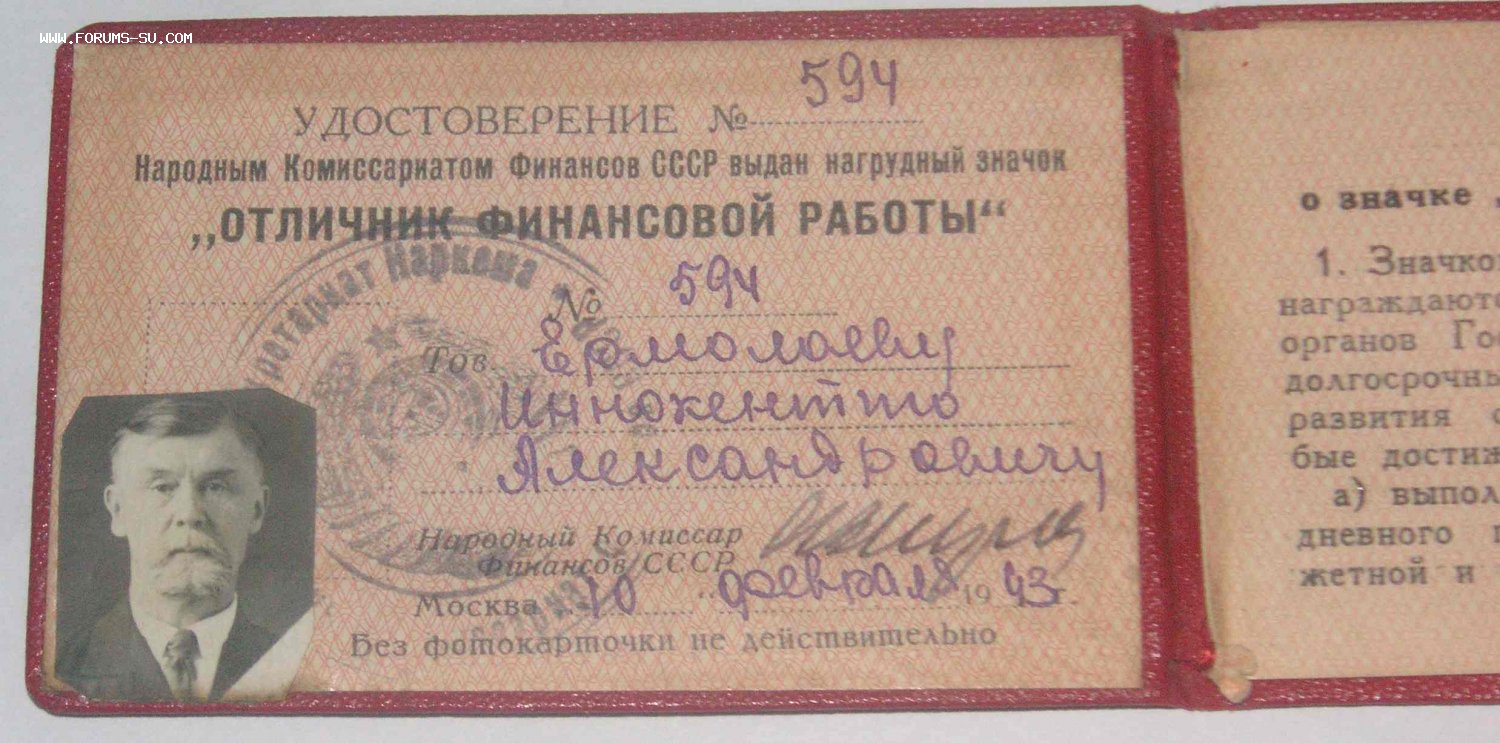 WWW.FORUMS-SU.COM
УДОСТОВЕРЕНИЕ № 594
Народным Комиссариатом Финансов СССР выдан нагрудный значок
„ОТЛИЧНИК ФИНАНСОВОЙ РАБОТЫ“
№ 594
Тов. Ермолаеву
Иннокентию
Александровичу
Народный Комиссар
Финансов СССР
Москва 10 февраля 1943 г.
Без фотокарточки не действительно
Наркома
о значке „
1. Значко
награждают
органов Го
долгосрочны
развития
бые достиж
а) выпол
дневного
жетной и